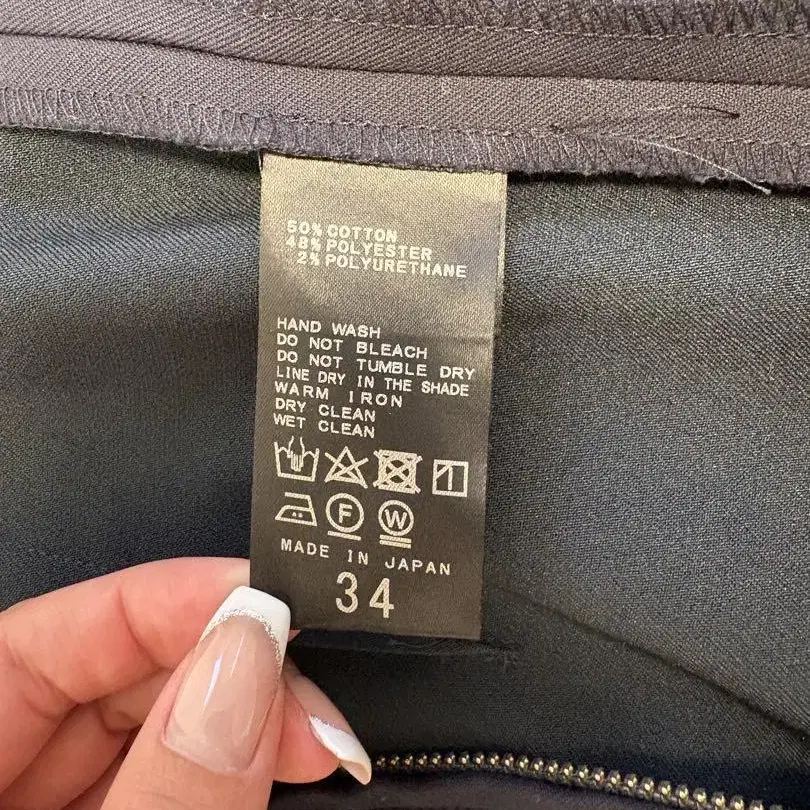 50% COTTON
48% POLYESTER
2% POLYURETHANE
HAND WASH
DO NOT BLEACH
DO NOT TUMBLE DRY
LINE DRY IN THE SHADE
WARM IRON
DRY CLEAN
WET CLEAN
F W
MADE IN JAPAN
34